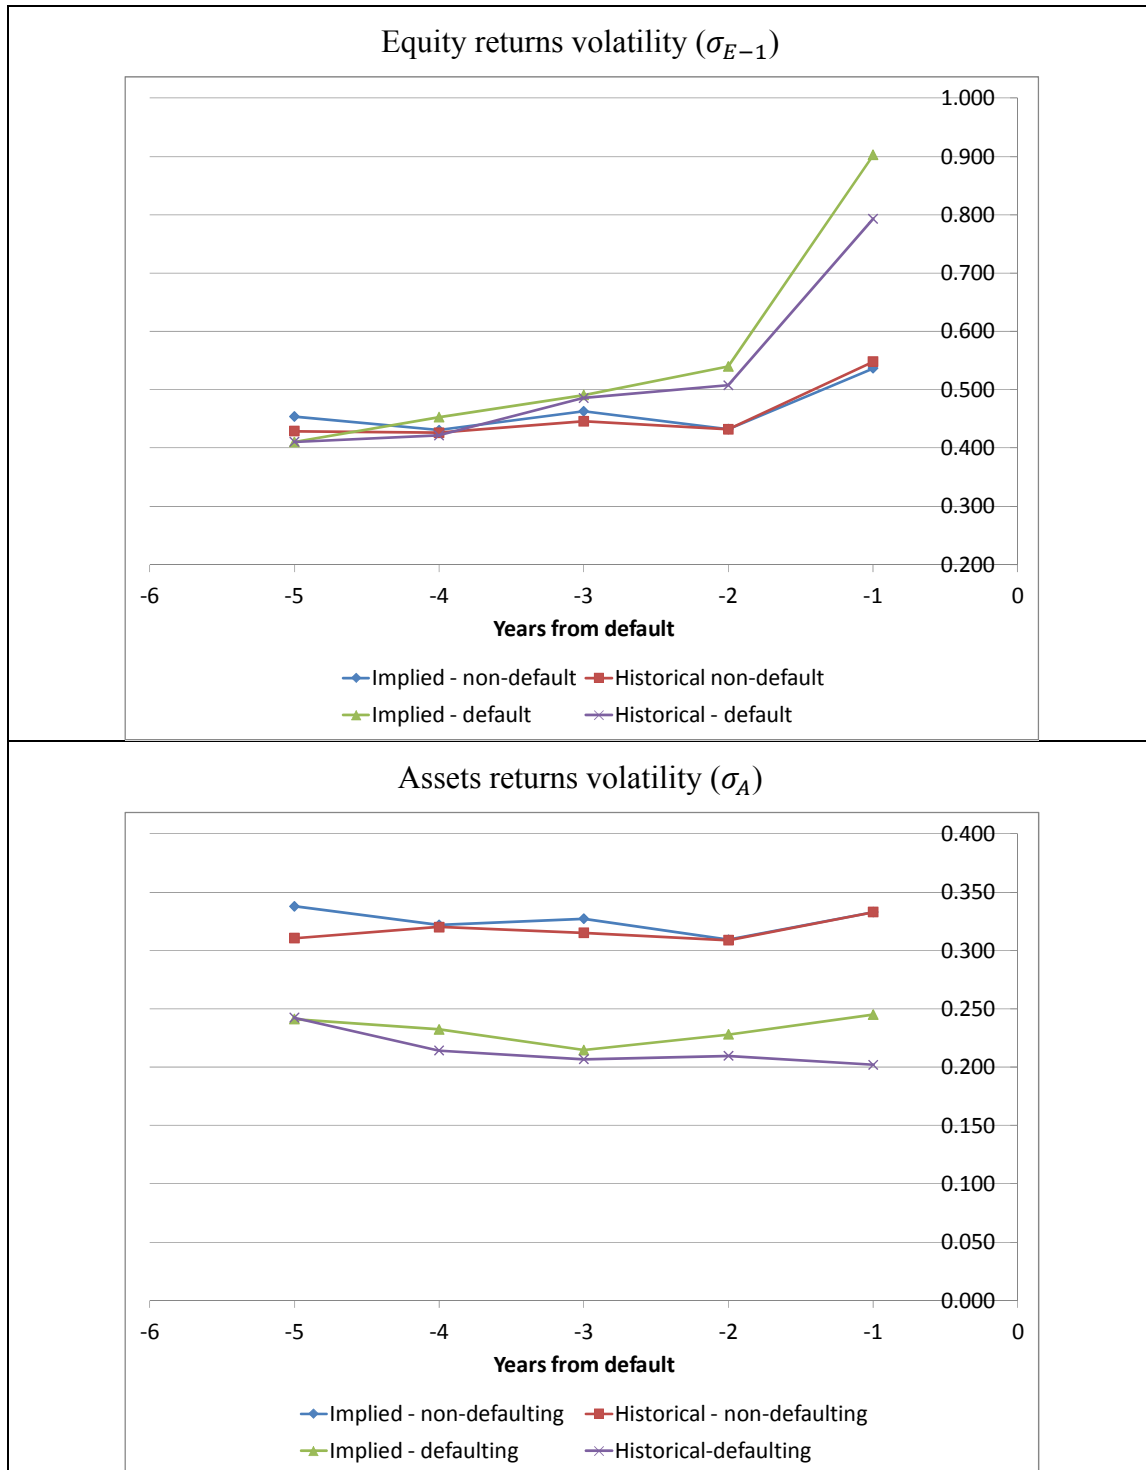 Equity returns volatility (σE−1)
1.000
0.900
0.800
0.700
0.600
0.500
0.400
0.300
0.200
-6 -5 -4 -3 -2 -1 0
Years from default
Implied - non-default Historical non-default
Implied - default Historical - default
Assets returns volatility (σA)
0.400
0.350
0.300
0.250
0.200
0.150
0.100
0.050
0.000
-6 -5 -4 -3 -2 -1 0
Years from default
Implied - non-defaulting Historical - non-defaulting
Implied - defaulting Historical-defaulting